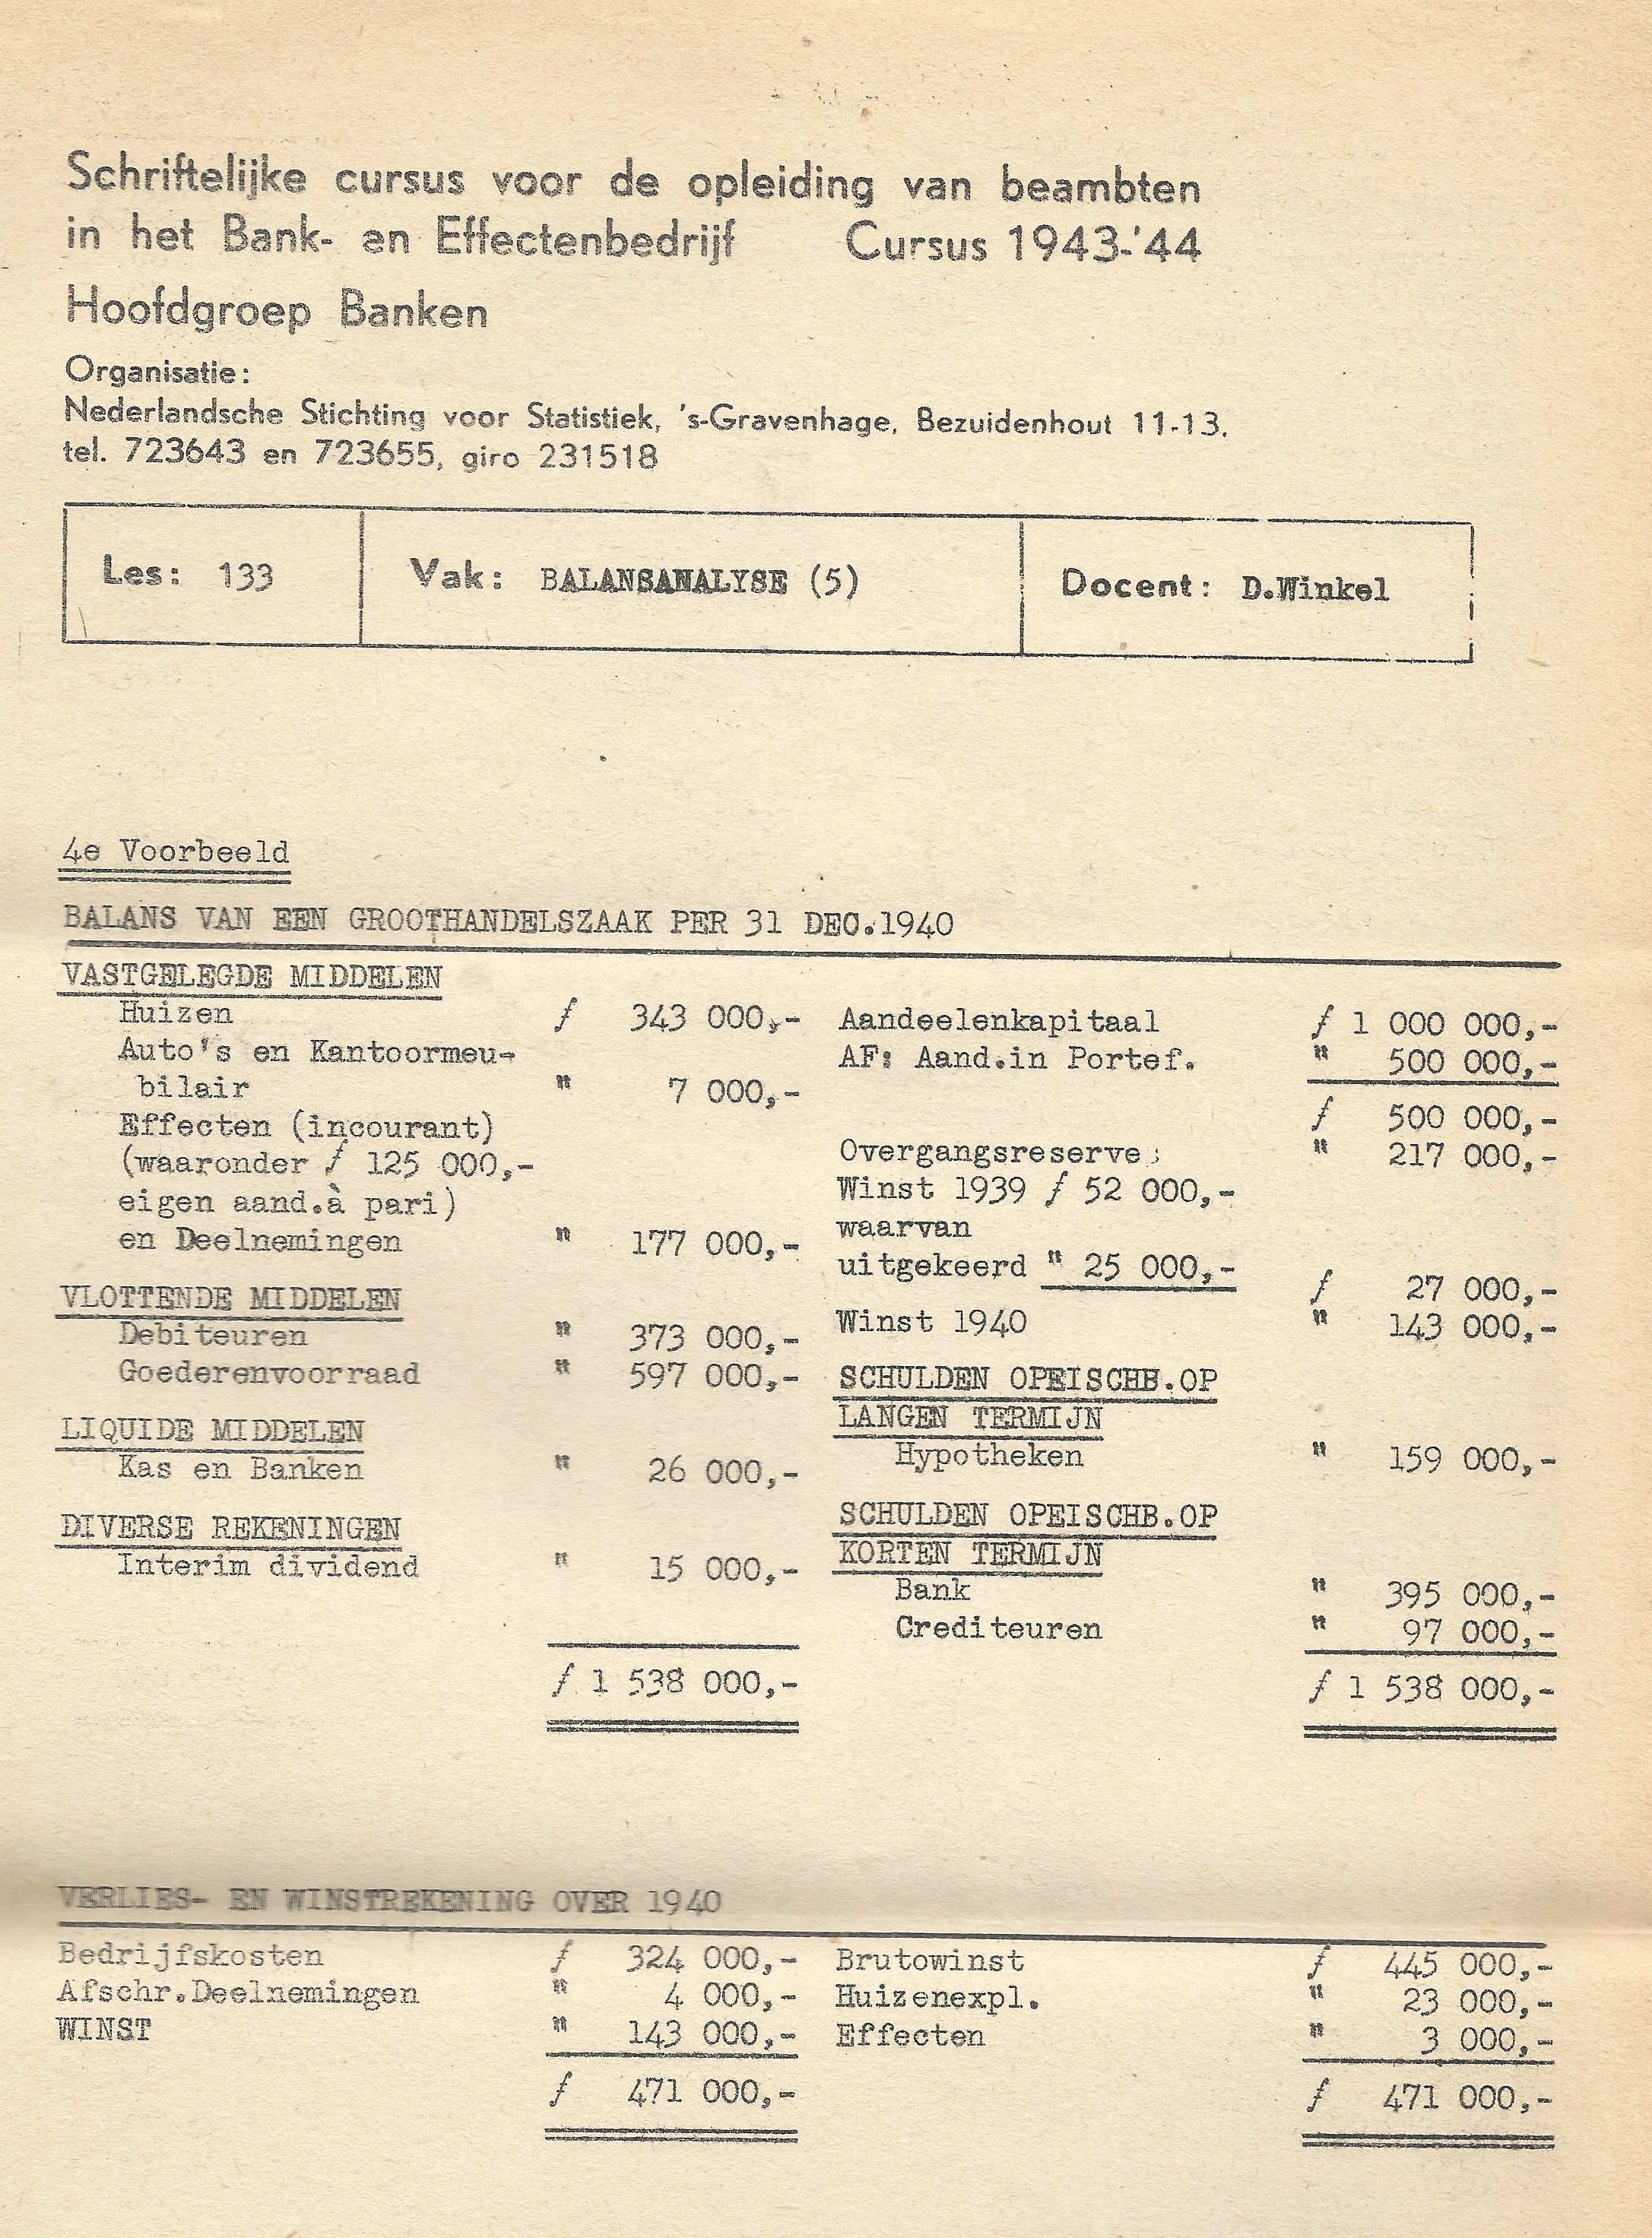 Schriftelijke cursus voor de opleiding van beambten
in het Bank- en Effectenbedrijf Cursus 1943-'44
Hoofdgroep Banken
Organisatie:
Nederlandsche Stichting voor Statistiek, 's-Gravenhage, Bezuidenhout 11-13,
tel. 723643 en 723655, giro 231518
Les: 133 Vak: BALANSANALYSE (5) Docent: D.Winkel
4e Voorbeeld
BALANS VAN EEN GROOTHANDELSZAAK PER 31 DEC.1940
VASTGELEGDE MIDDELEN
Huizen ƒ 343 000,-
Auto's en Kantoormeu-
bilair " 7 000,-
Effecten (incourant)
(waaronder ƒ 125 000,-
eigen aand.à pari)
en Deelnemingen " 177 000,-
VLOTTENDE MIDDELEN
Debiteuren " 373 000,-
Goederenvoorraad " 597 000,-
LIQUIDE MIDDELEN
Kas en Banken " 26 000,-
DIVERSE REKENINGEN
Interim dividend " 15 000,-
ƒ 1 538 000,-
Aandeelenkapitaal ƒ 1 000 000,-
AF: Aand.in Portef. " 500 000,-
ƒ 500 000,-
Overgangsreserve: " 217 000,-
Winst 1939 ƒ 52 000,-
waarvan
uitgekeerd " 25 000,- ƒ 27 000,-
Winst 1940 " 143 000,-
SCHULDEN OPEISCHB.OP
LANGEN TERMIJN
Hypotheken " 159 000,-
SCHULDEN OPEISCHB.OP
KORTEN TERMIJN
Bank " 395 000,-
Crediteuren " 97 000,-
ƒ 1 538 000,-
VERLIES- EN WINSTREKENING OVER 1940
Bedrijfskosten ƒ 324 000,- Brutowinst ƒ 445 000,-
Afschr.Deelnemingen " 4 000,- Huizenexpl. " 23 000,-
WINST " 143 000,- Effecten " 3 000,-
ƒ 471 000,- ƒ 471 000,-